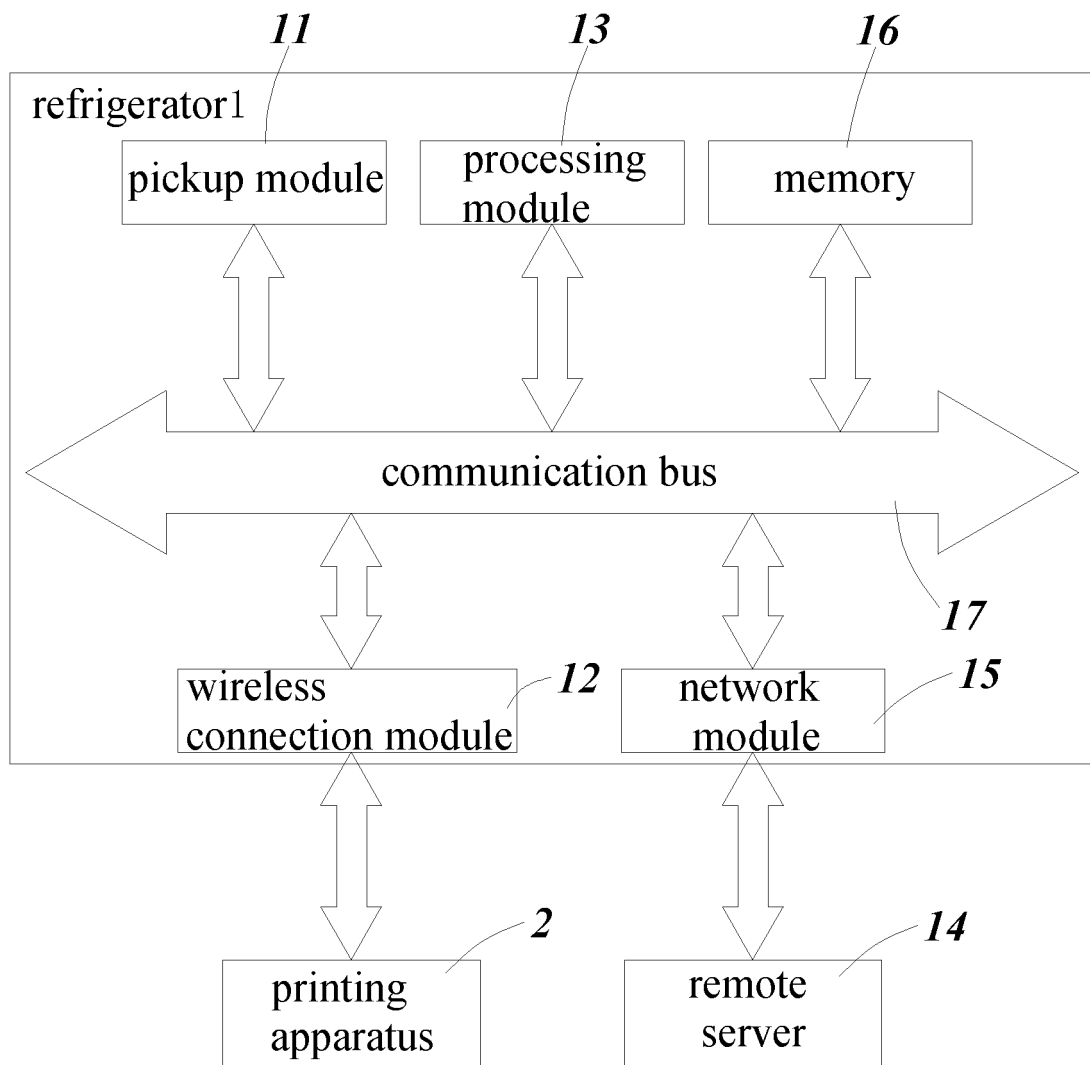 11 13 16
refrigerator1
pickup module
processing
module
memory
communication bus
17
wireless
connection module
12
network
module
15
2
14
printing
apparatus
remote
server